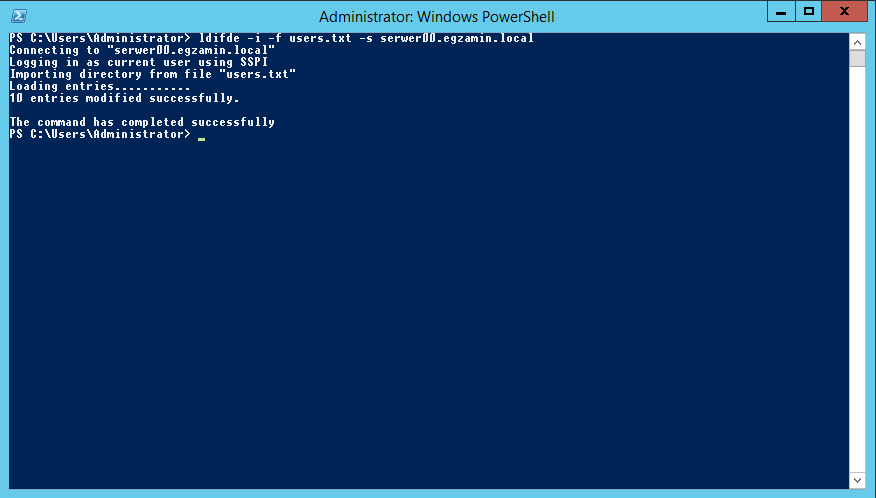 Administrator: Windows PowerShell
PS C:\Users\Administrator> ldifde -i -f users.txt -s serwer00.egzamin.local
Connecting to "serwer00.egzamin.local"
Logging in as current user using SSPI
Importing directory from file "users.txt"
Loading entries...........
10 entries modified successfully.
The command has completed successfully
PS C:\Users\Administrator>